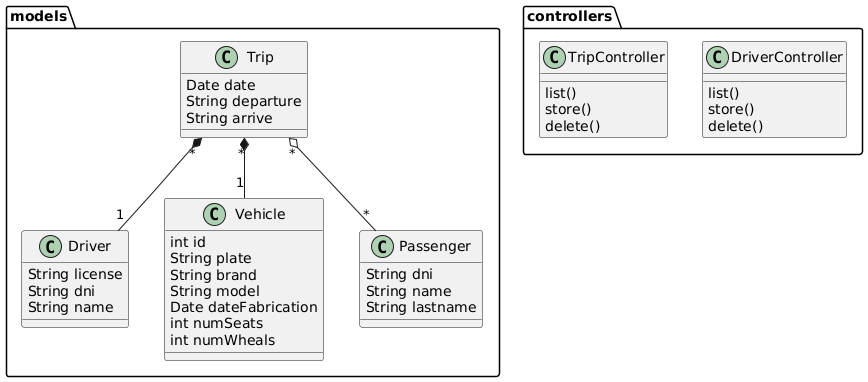 models
controllers
C Trip
Date date
String departure
String arrive
C TripController
list()
store()
delete()
C DriverController
list()
store()
delete()
* * *
1 1 *
C Driver
String license
String dni
String name
C Vehicle
int id
String plate
String brand
String model
Date dateFabrication
int numSeats
int numWheals
C Passenger
String dni
String name
String lastname